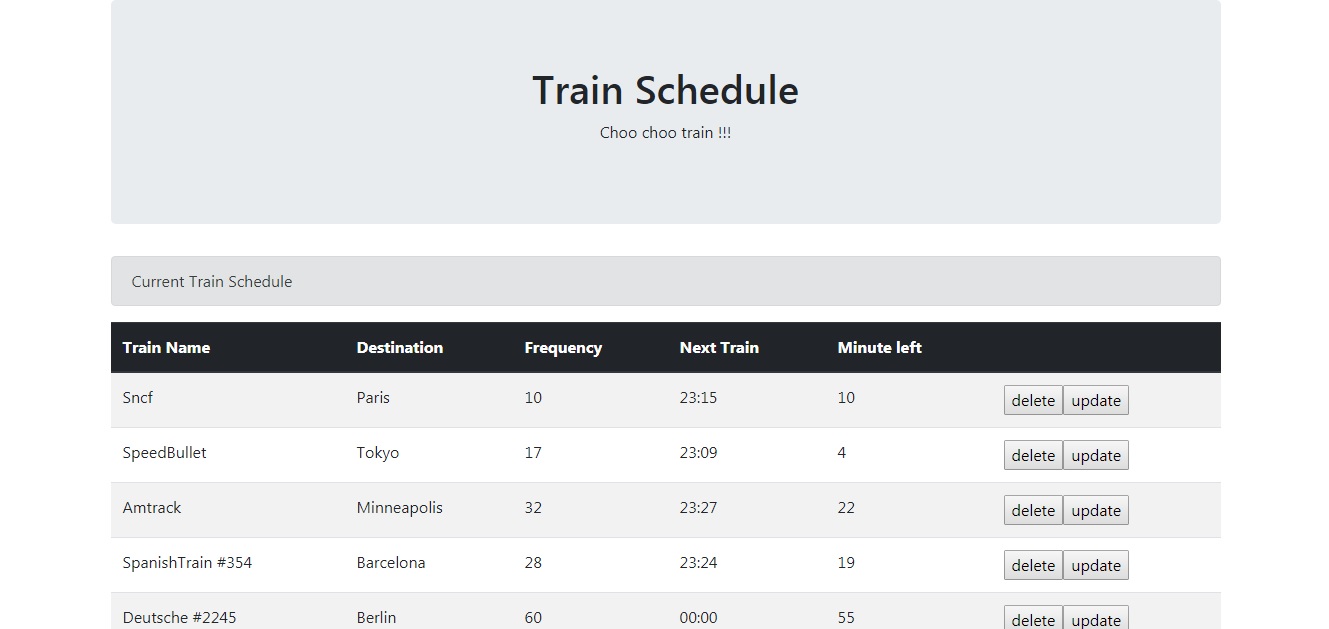 Train Schedule
Choo choo train !!!
Current Train Schedule
Train Name Destination Frequency Next Train Minute left
Sncf Paris 10 23:15 10 delete update
SpeedBullet Tokyo 17 23:09 4 delete update
Amtrack Minneapolis 32 23:27 22 delete update
SpanishTrain #354 Barcelona 28 23:24 19 delete update
Deutsche #2245 Berlin 60 00:00 55 delete update